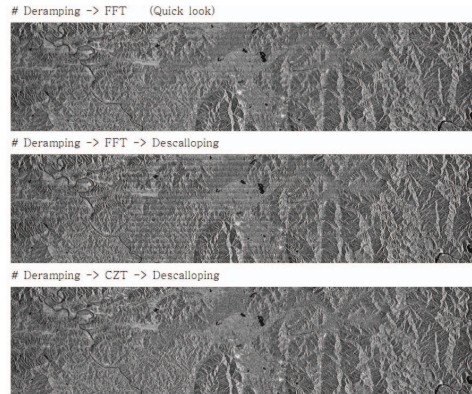 # Deramping -> FFT (Quick look)
# Deramping -> FFT -> Descalloping
# Deramping -> CZT -> Descalloping